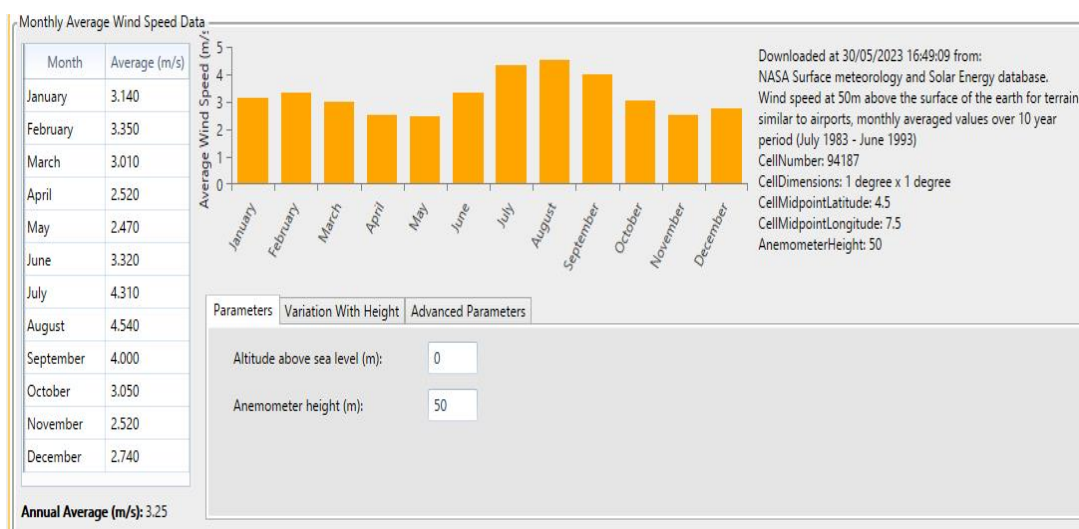 Monthly Average Wind Speed Data
Month Average (m/s)
January 3.140
February 3.350
March 3.010
April 2.520
May 2.470
June 3.320
July 4.310
August 4.540
September 4.000
October 3.050
November 2.520
December 2.740
Annual Average (m/s): 3.25
Average Wind Speed (m/s
5
4
3
2
1
0
January February March April May June July August September October November December
Downloaded at 30/05/2023 16:49:09 from:
NASA Surface meteorology and Solar Energy database.
Wind speed at 50m above the surface of the earth for terrain
similar to airports, monthly averaged values over 10 year
period (July 1983 - June 1993)
CellNumber: 94187
CellDimensions: 1 degree x 1 degree
CellMidpointLatitude: 4.5
CellMidpointLongitude: 7.5
AnemometerHeight: 50
Parameters Variation With Height Advanced Parameters
Altitude above sea level (m): 0
Anemometer height (m): 50